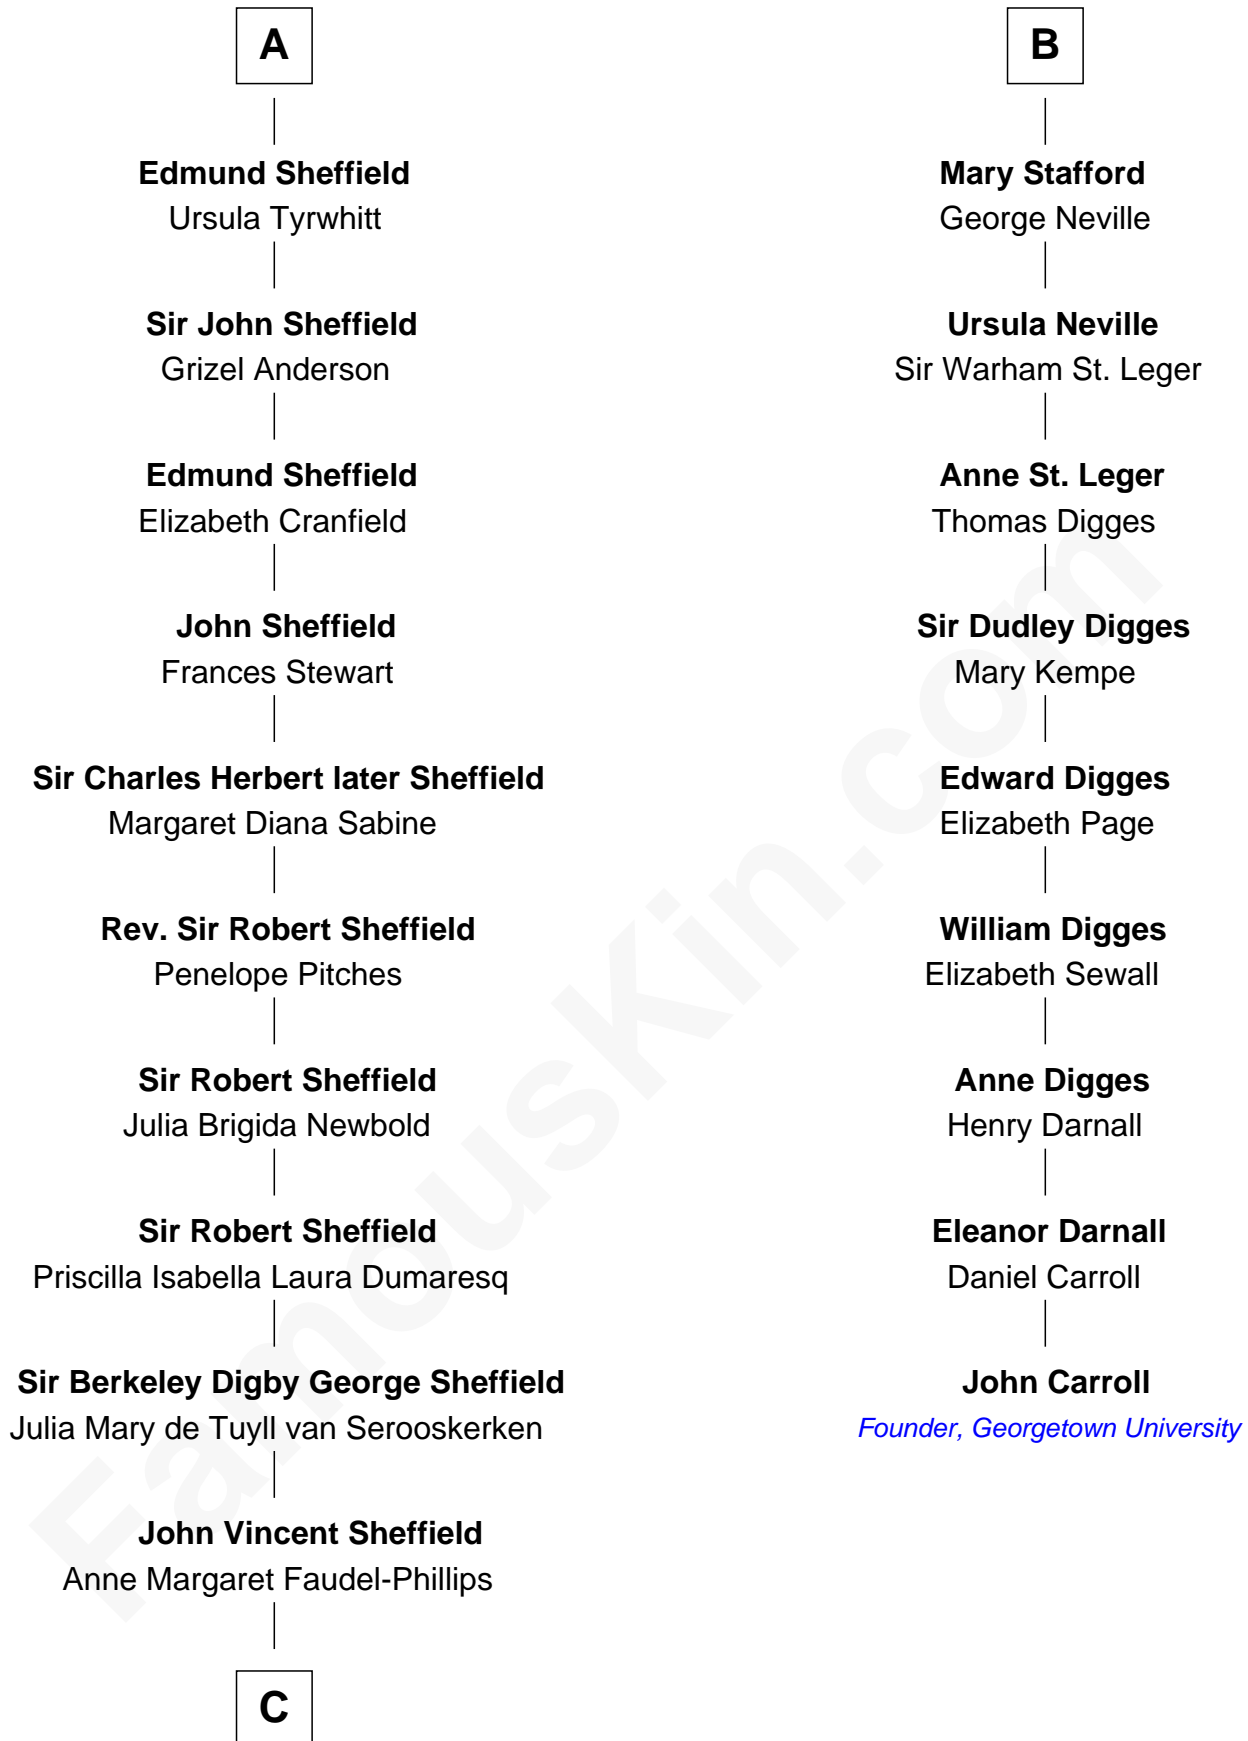 A
Edmund Sheffield
Ursula Tyrwhitt
Sir John Sheffield
Grizel Anderson
Edmund Sheffield
Elizabeth Cranfield
John Sheffield
Frances Stewart
Sir Charles Herbert later Sheffield
Margaret Diana Sabine
Rev. Sir Robert Sheffield
Penelope Pitches
Sir Robert Sheffield
Julia Brigida Newbold
Sir Robert Sheffield
Priscilla Isabella Laura Dumaresq
Sir Berkeley Digby George Sheffield
Julia Mary de Tuyll van Serooskerken
John Vincent Sheffield
Anne Margaret Faudel-Phillips
C
B
Mary Stafford
George Neville
Ursula Neville
Sir Warham St. Leger
Anne St. Leger
Thomas Digges
Sir Dudley Digges
Mary Kempe
Edward Digges
Elizabeth Page
William Digges
Elizabeth Sewall
Anne Digges
Henry Darnall
Eleanor Darnall
Daniel Carroll
John Carroll
Founder, Georgetown University
FamousKin.com